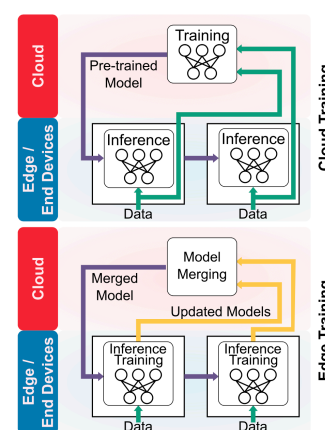 Cloud
Training
Pre-trained
Model
Cloud Training
Edge /
End Devices
Inference
Inference
Data
Data
Cloud
Model
Merging
Merged
Model
Updated Models
Edge Training
Edge /
End Devices
Inference
Training
Inference
Training
Data
Data